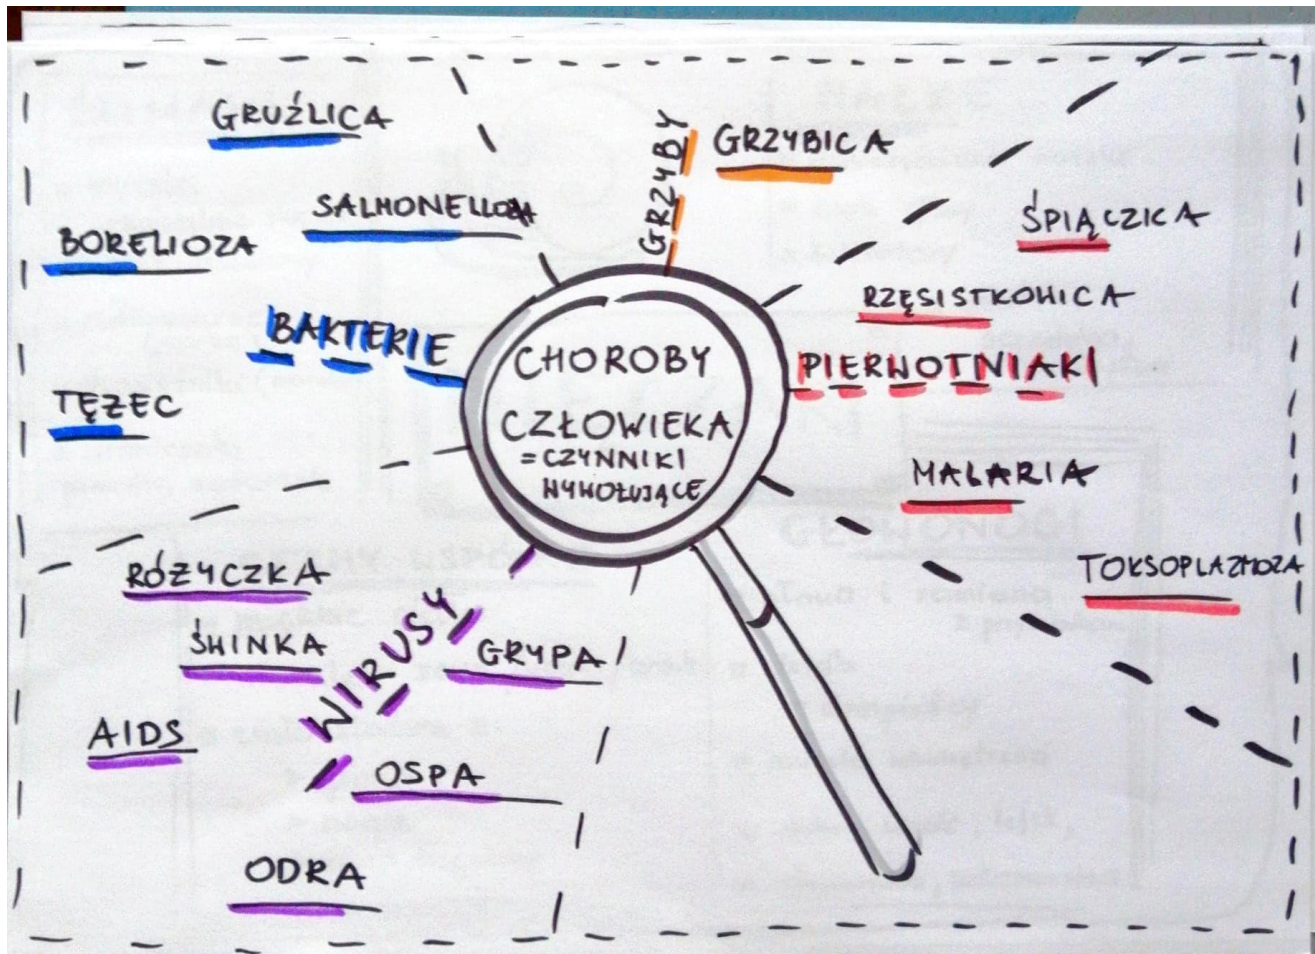 GRUŹLICA
SALMONELLOZA
BORELIOZA
BAKTERIE
TĘŻEC
GRZYBY
GRZYBICA
ŚPIĄCZKA
RZĘSISTKOWICA
PIERWOTNIAKI
MALARIA
TOKSOPLAZMOZA
CHOROBY
CZŁOWIEKA
=CZYNNIKI
WYWOŁUJĄCE
RÓŻYCZKA
ŚWINKA
WIRUSY
GRYPA
AIDS
OSPA
ODRA
GŁOWONOGI